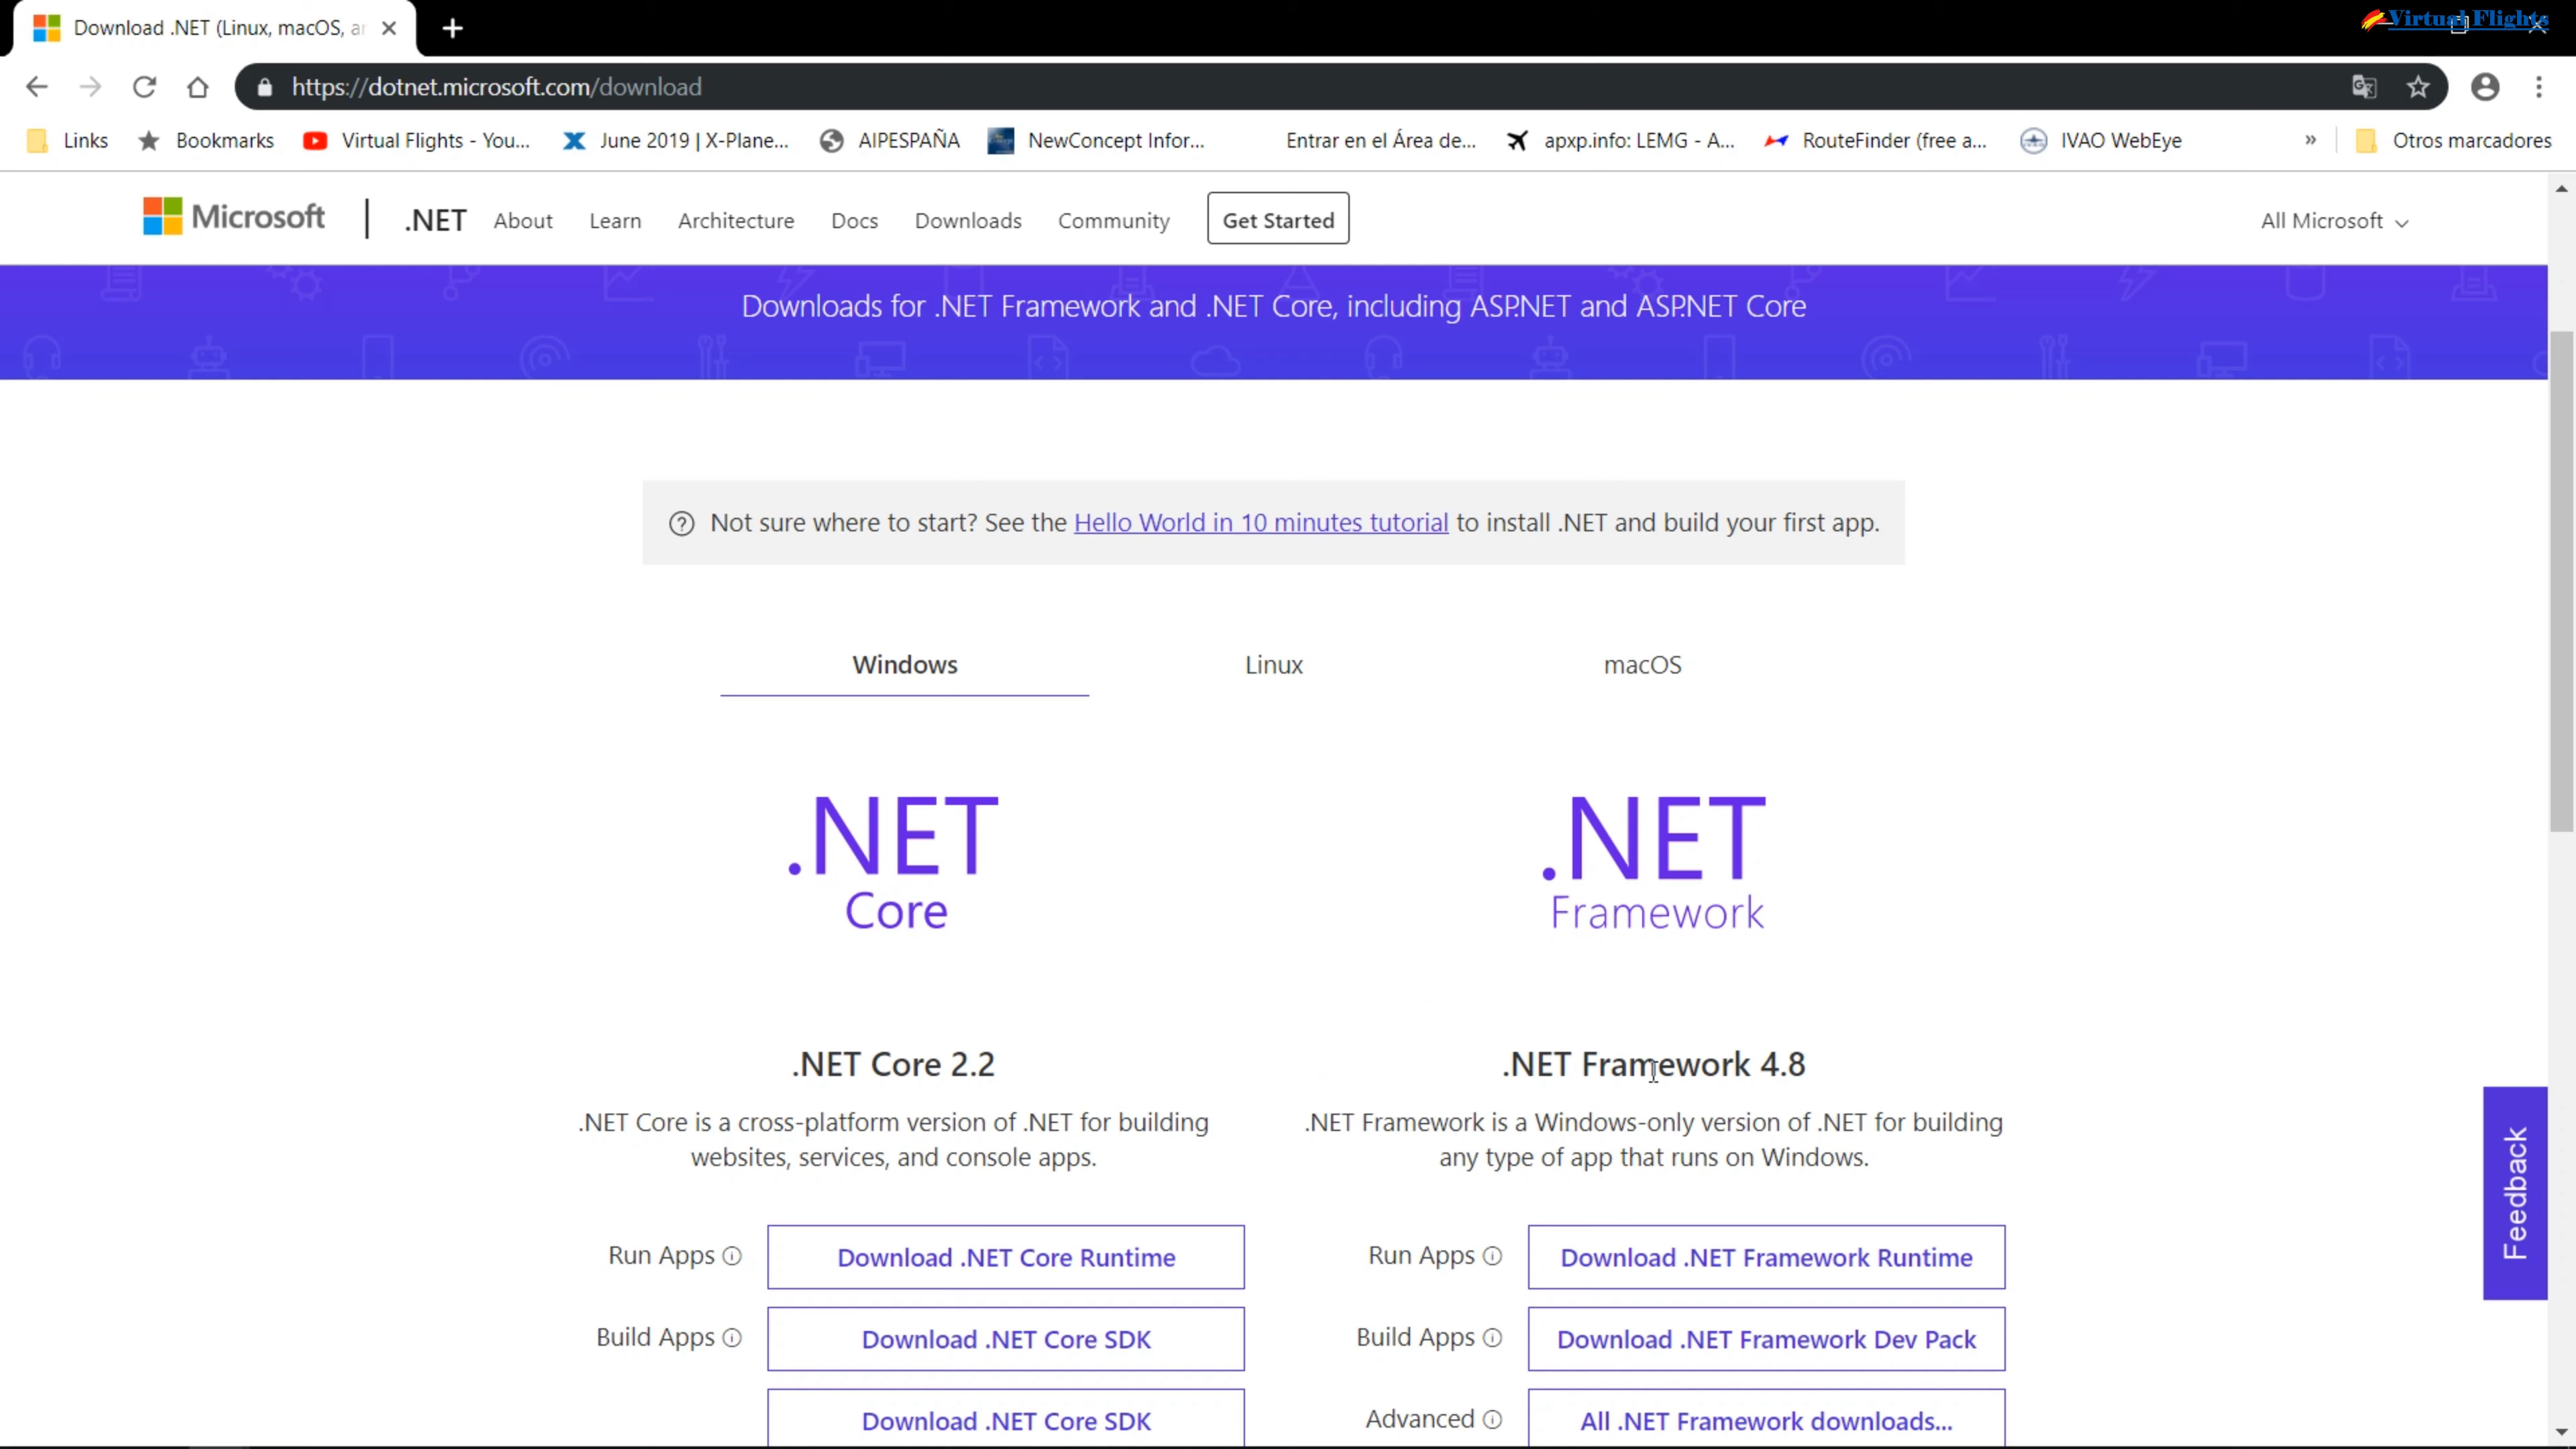 Download .NET (Linux, macOS, a
Virtual Flights
https://dotnet.microsoft.com/download
Links
Bookmarks
Virtual Flights - You...
June 2019 | X-Plane...
AIPESPAÑA
NewConcept Infor...
Entrar en el Área de...
apxp.info: LEMG - A...
RouteFinder (free a...
IVAO WebEye
»
Otros marcadores
Microsoft | .NET About Learn Architecture Docs Downloads Community Get Started All Microsoft
Downloads for .NET Framework and .NET Core, including ASP.NET and ASP.NET Core
Not sure where to start? See the Hello World in 10 minutes tutorial to install .NET and build your first app.
Windows Linux macOS
.NET
Core
.NET
Framework
.NET Core 2.2
.NET Core is a cross-platform version of .NET for building
websites, services, and console apps.
Run Apps Download .NET Core Runtime
Build Apps Download .NET Core SDK
Download .NET Core SDK
.NET Framework 4.8
.NET Framework is a Windows-only version of .NET for building
any type of app that runs on Windows.
Run Apps Download .NET Framework Runtime
Build Apps Download .NET Framework Dev Pack
Advanced All .NET Framework downloads...
Feedback